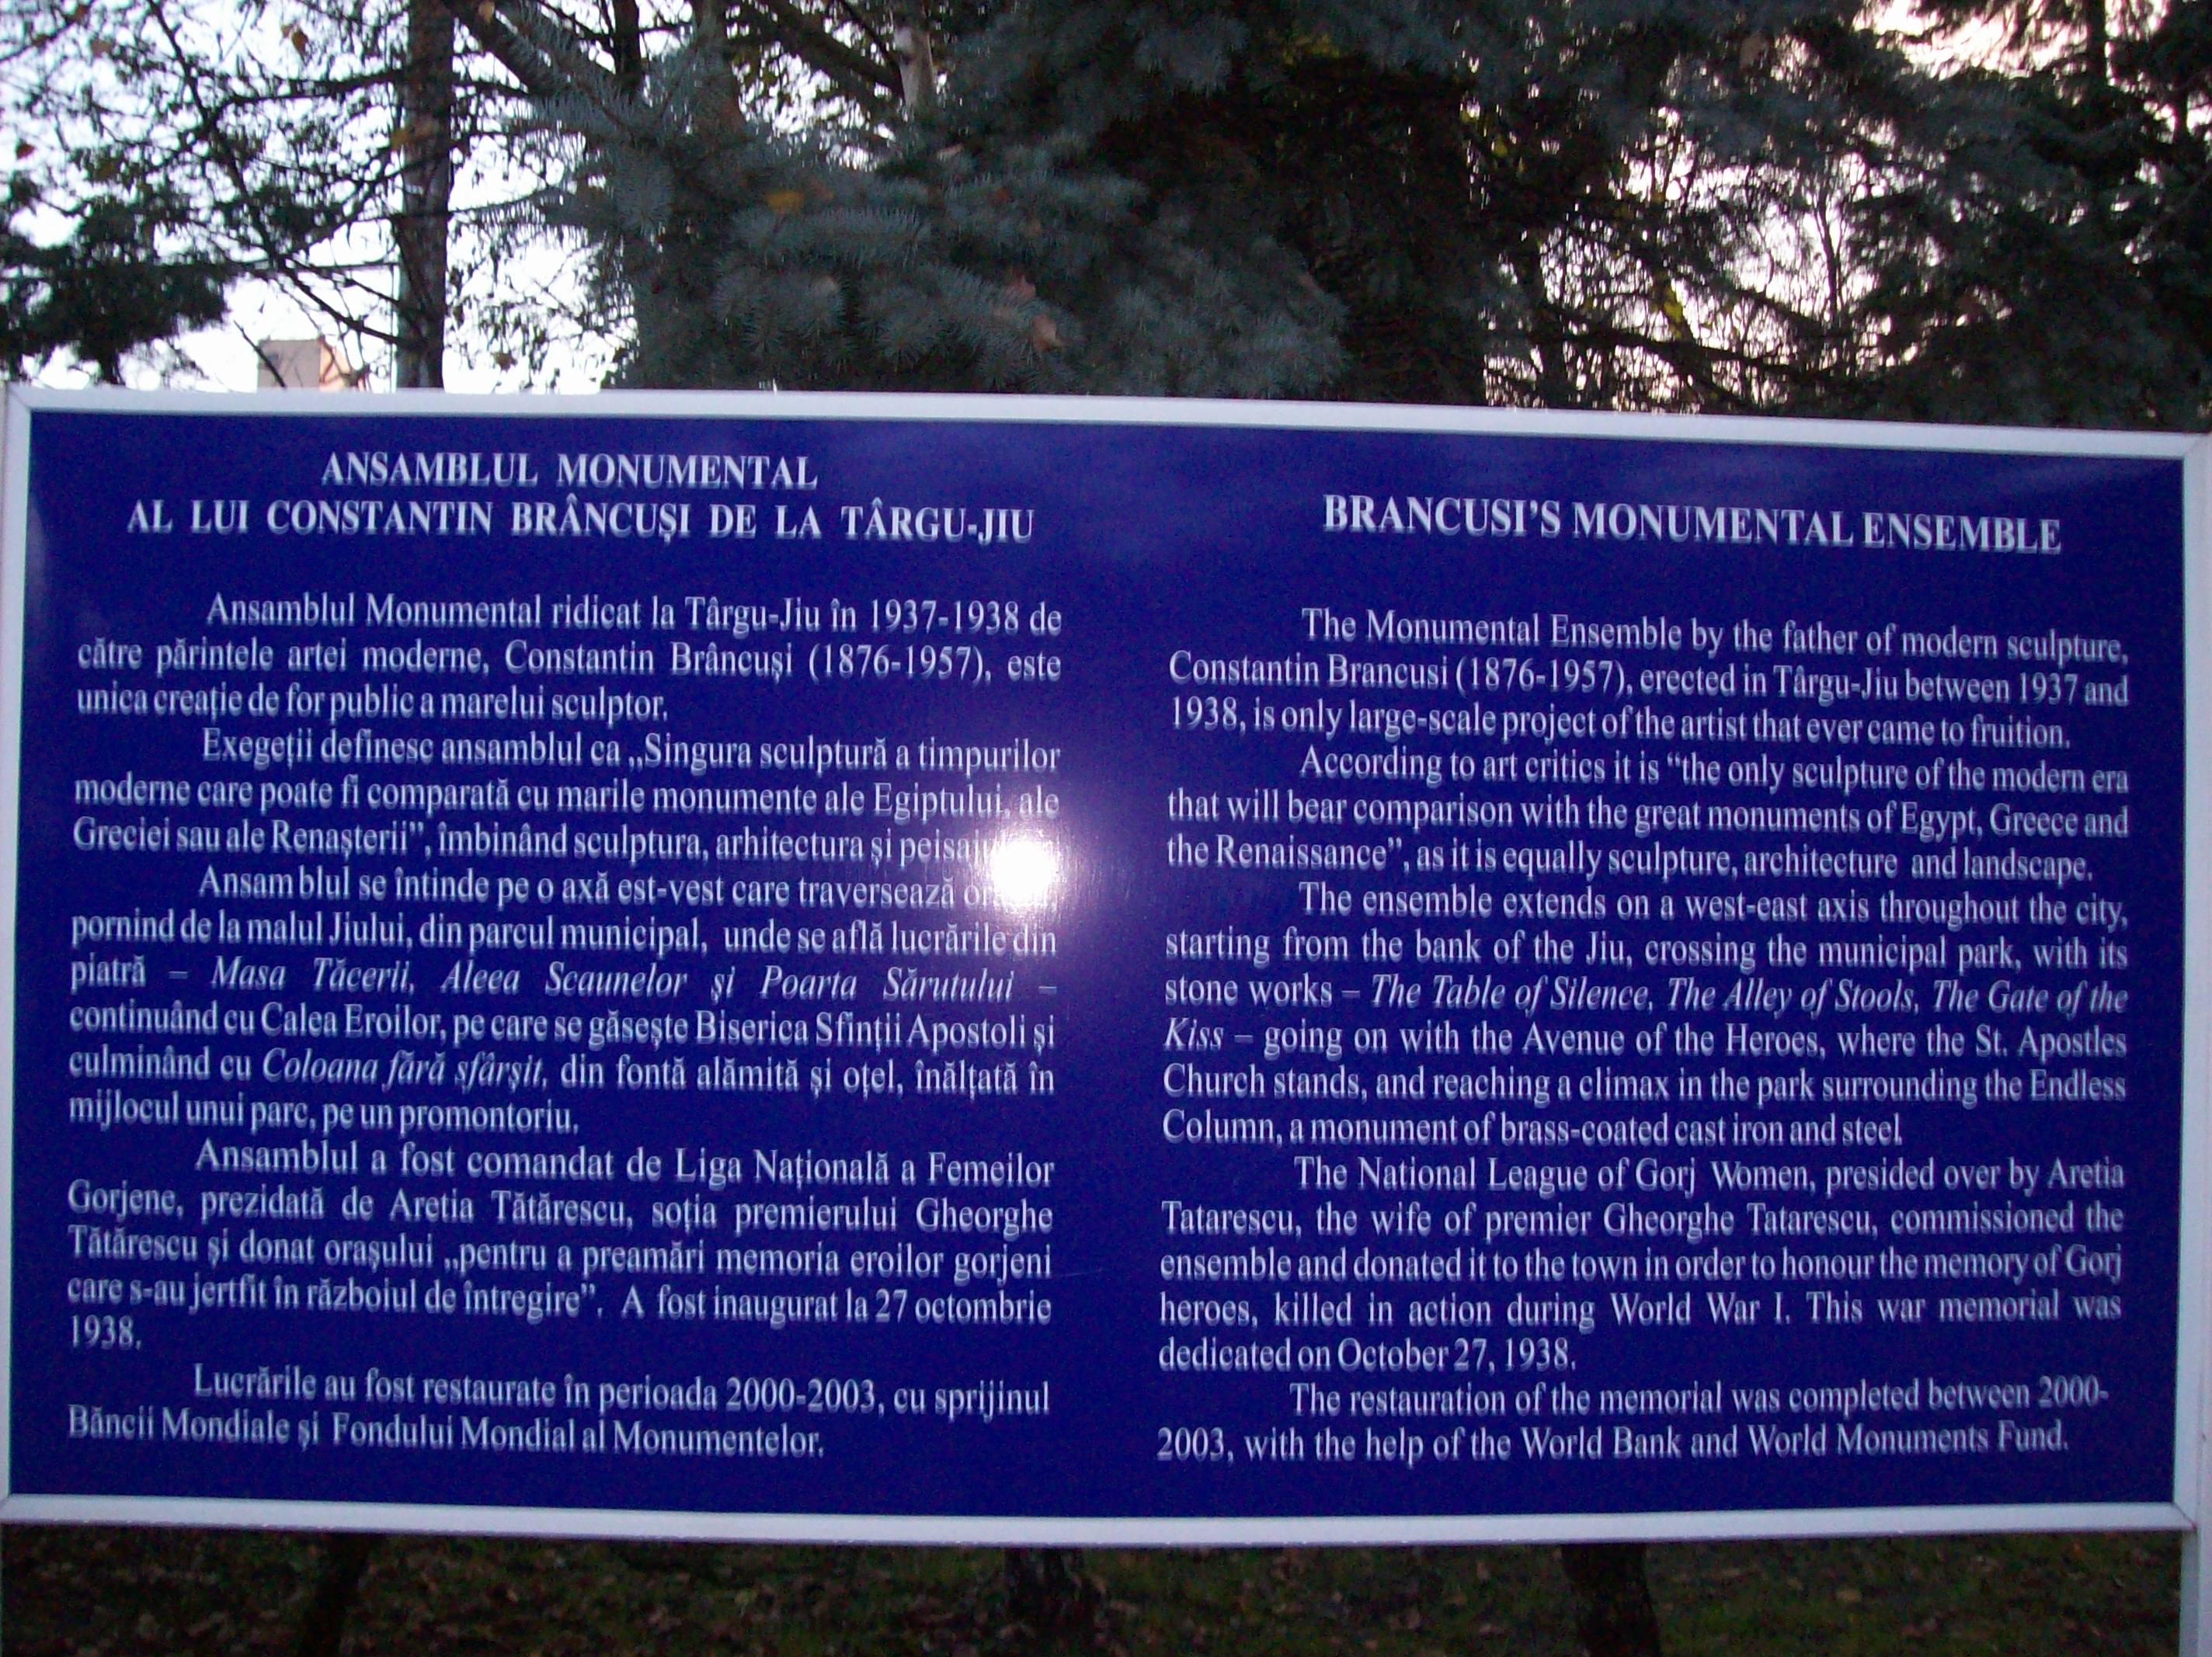 ANSAMBLUL MONUMENTAL
AL LUI CONSTANTIN BRÂNCUȘI DE LA TÂRGU-JIU
Ansamblul Monumental ridicat la Târgu-Jiu în 1937-1938 de
către părintele artei moderne, Constantin Brâncuși (1876-1957), este
unica creație de for public a marelui sculptor.
Exegeții definesc ansamblul ca „Singura sculptură a timpurilor
moderne care poate fi comparată cu marile monumente ale Egiptului, ale
Greciei sau ale Renașterii”, îmbinând sculptura, arhitectura și
Ansamblul se întinde pe o axă est-vest care traversează
pornind de la malul Jiului, din parcul municipal, unde se află lucrările din
piatră – Masa Tăcerii, Aleea Scaunelor și Poarta Sărutului –
continuând cu Calea Eroilor, pe care se găsește Biserica Sfinții Apostoli și
culminând cu Coloana fără sfârșit, din fontă alămită și oțel, înălțată în
mijlocul unui parc, pe un promontoriu.
Ansamblul a fost comandat de Liga Națională a Femeilor
Gorjene, prezidată de Aretia Tătărescu, soția premierului Gheorghe
Tătărescu și donat orașului „pentru a preamări memoria eroilor gorjeni
care s-au jertfit în războiul de întregire”. A fost inaugurat la 27 octombrie
1938.
Lucrările au fost restaurate în perioada 2000-2003, cu sprijinul
Băncii Mondiale și Fondului Mondial al Monumentelor.
BRANCUSI’S MONUMENTAL ENSEMBLE
The Monumental Ensemble by the father of modern sculpture,
Constantin Brancusi (1876-1957), erected in Târgu-Jiu between 1937 and
1938, is only large-scale project of the artist that ever came to fruition.
According to art critics it is “the only sculpture of the modern era
that will bear comparison with the great monuments of Egypt, Greece and
the Renaissance”, as it is equally sculpture, architecture and landscape.
The ensemble extends on a west-east axis throughout the city,
starting from the bank of the Jiu, crossing the municipal park, with its
stone works – The Table of Silence, The Alley of Stools, The Gate of the
Kiss – going on with the Avenue of the Heroes, where the St. Apostles
Church stands, and reaching a climax in the park surrounding the Endless
Column, a monument of brass-coated cast iron and steel.
The National League of Gorj Women, presided over by Aretia
Tatarescu, the wife of premier Gheorghe Tatarescu, commissioned the
ensemble and donated it to the town in order to honour the memory of Gorj
heroes, killed in action during World War I. This war memorial was
dedicated on October 27, 1938.
The restauration of the memorial was completed between 2000-
2003, with the help of the World Bank and World Monuments Fund.